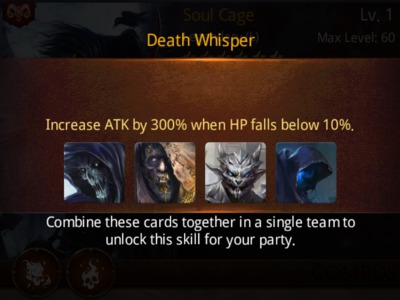 Soul Cage
Lv. 1
Death Whisper
Max Level: 60
Increase ATK by 300% when HP falls below 10%.
Combine these cards together in a single team to
unlock this skill for your party.